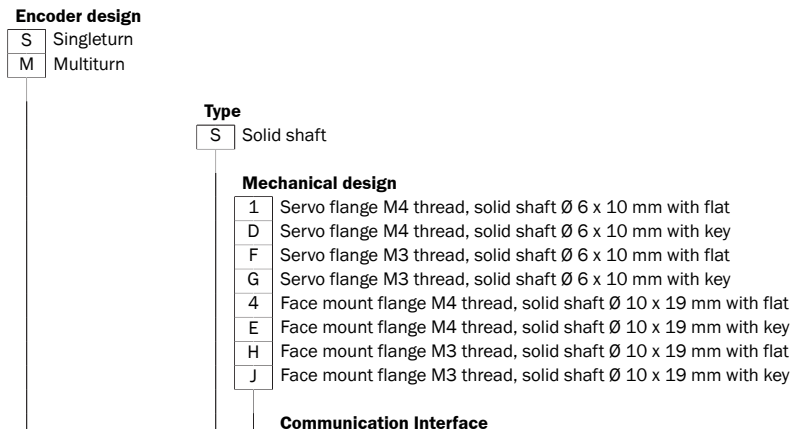 Encoder design
S Singleturn
M Multiturn
Type
S Solid shaft
Mechanical design
1 Servo flange M4 thread, solid shaft Ø 6 x 10 mm with flat
D Servo flange M4 thread, solid shaft Ø 6 x 10 mm with key
F Servo flange M3 thread, solid shaft Ø 6 x 10 mm with flat
G Servo flange M3 thread, solid shaft Ø 6 x 10 mm with key
4 Face mount flange M4 thread, solid shaft Ø 10 x 19 mm with flat
E Face mount flange M4 thread, solid shaft Ø 10 x 19 mm with key
H Face mount flange M3 thread, solid shaft Ø 10 x 19 mm with flat
J Face mount flange M3 thread, solid shaft Ø 10 x 19 mm with key
Communication Interface